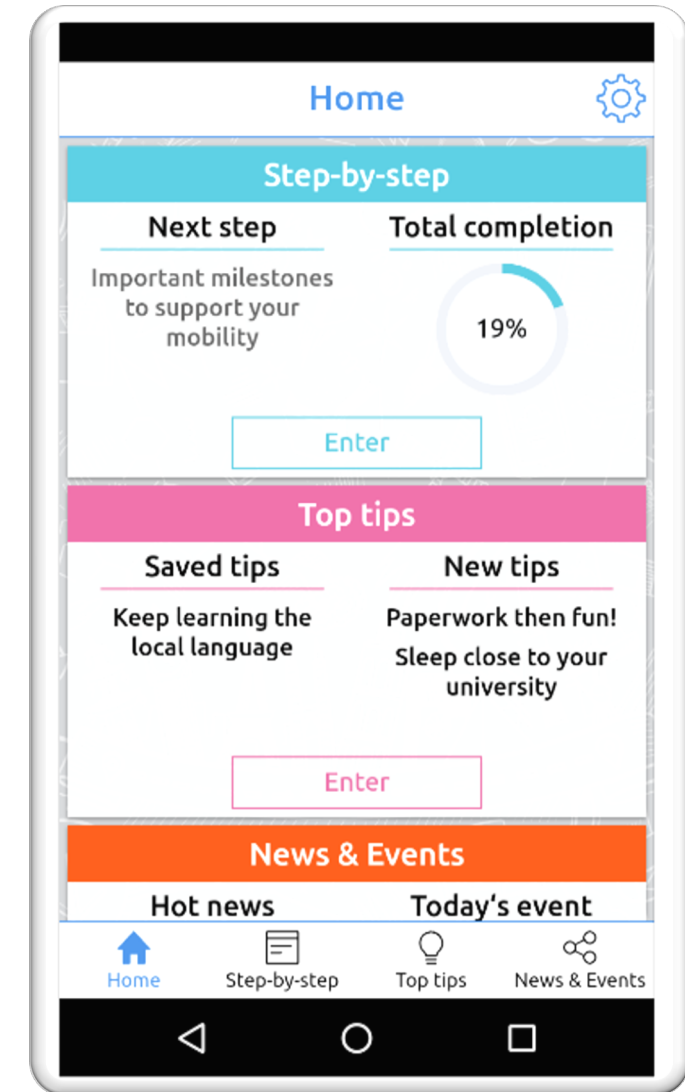 Home
Step-by-step
Next step
Important milestones
to support your
mobility
Total completion
19%
Enter
Top tips
Saved tips
Keep learning the
local language
New tips
Paperwork then fun!
Sleep close to your
university
Enter
News & Events
Hot news
Today‘s event
Home
Step-by-step
Top tips
News & Events